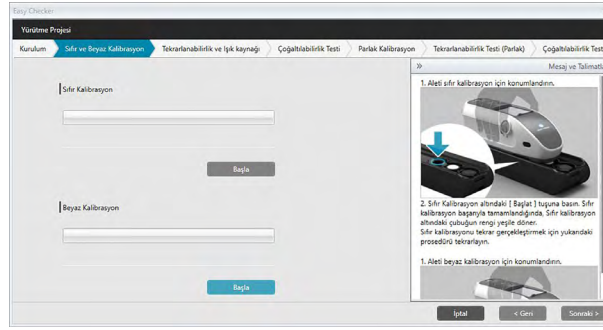 Easy Checker
Yürütme Projesi
Kurulum
Sıfır ve Beyaz Kalibrasyon
Tekrarlanabilirlik ve Işık kaynağı
Çoğaltılabilirlik Testi
Parlak Kalibrasyon
Tekrarlanabilirlik Testi (Parlak)
Çoğaltılabilirlik Test
Sıfır Kalibrasyon
Başla
Beyaz Kalibrasyon
Başla
» Mesaj ve Talimatla
1. Aleti sıfır kalibrasyon için konumlandırın.
2. Sıfır Kalibrasyon altındaki [ Başlat ] tuşuna basın. Sıfır
kalibrasyon başarıyla tamamlandığında, Sıfır kalibrasyon
altındaki çubuğun rengi yeşile döner.
Sıfır kalibrasyonu tekrar gerçekleştirmek için yukarıdaki
prosedürü tekrarlayın.
1. Aleti beyaz kalibrasyon için konumlandırın.
İptal
< Geri
Sonraki >